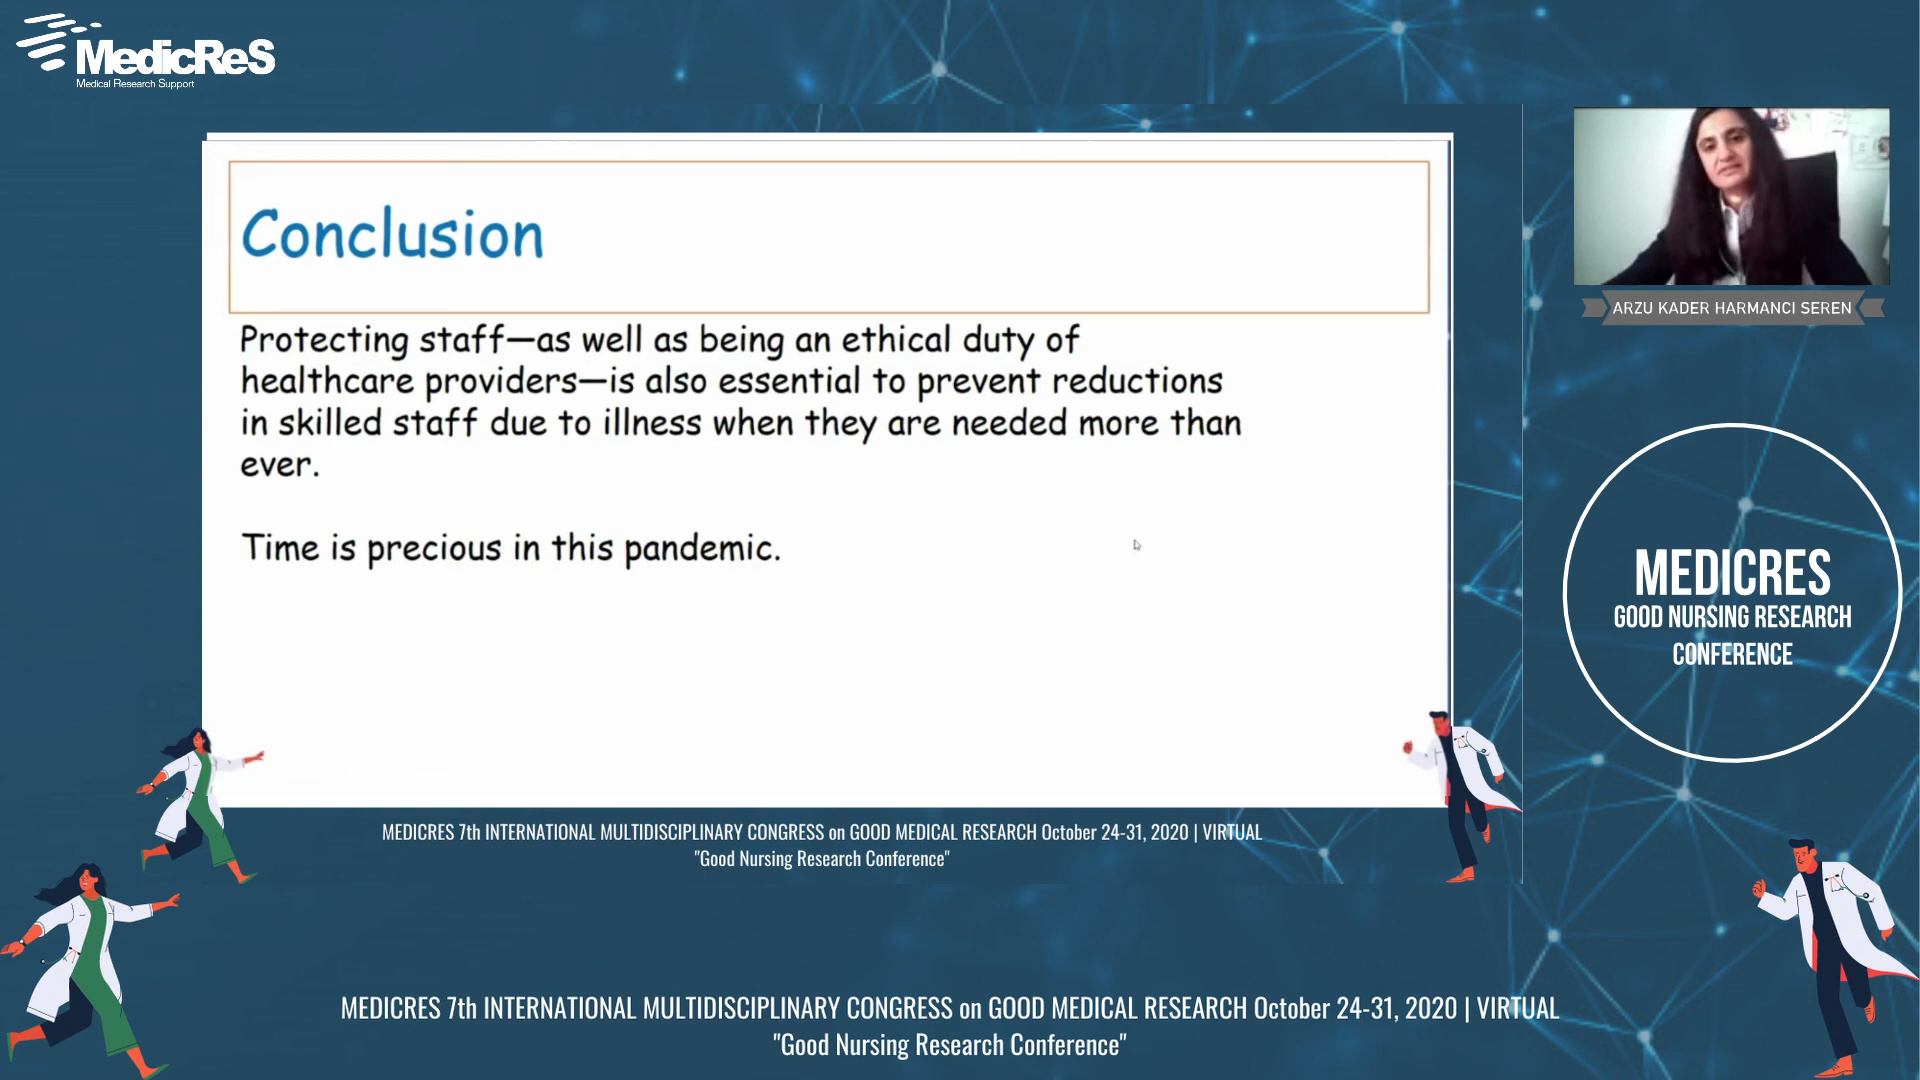 MedicReS
Medical Research Support
Conclusion
Protecting staff—as well as being an ethical duty of
healthcare providers—is also essential to prevent reductions
in skilled staff due to illness when they are needed more than
ever.
Time is precious in this pandemic.
ARZU KADER HARMANCI SEREN
MEDICRES
GOOD NURSING RESEARCH
CONFERENCE
MEDICRES 7th INTERNATIONAL MULTIDISCIPLINARY CONGRESS on GOOD MEDICAL RESEARCH October 24-31, 2020 | VIRTUAL
"Good Nursing Research Conference"
MEDICRES 7th INTERNATIONAL MULTIDISCIPLINARY CONGRESS on GOOD MEDICAL RESEARCH October 24-31, 2020 | VIRTUAL
"Good Nursing Research Conference"